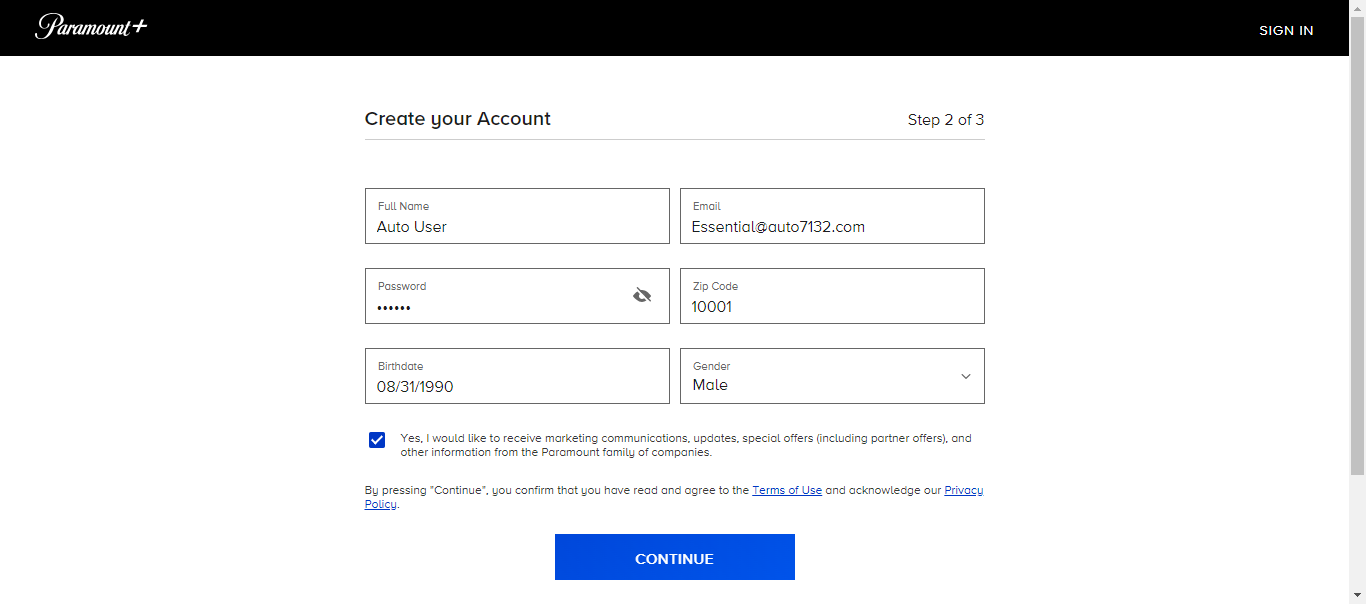 Paramount+
SIGN IN
Create your Account
Step 2 of 3
Full Name
Auto User
Email
Essential@auto7132.com
Password
••••••
Zip Code
10001
Birthdate
08/31/1990
Gender
Male
Yes, I would like to receive marketing communications, updates, special offers (including partner offers), and
other information from the Paramount family of companies.
By pressing "Continue", you confirm that you have read and agree to the Terms of Use and acknowledge our Privacy
Policy.
CONTINUE